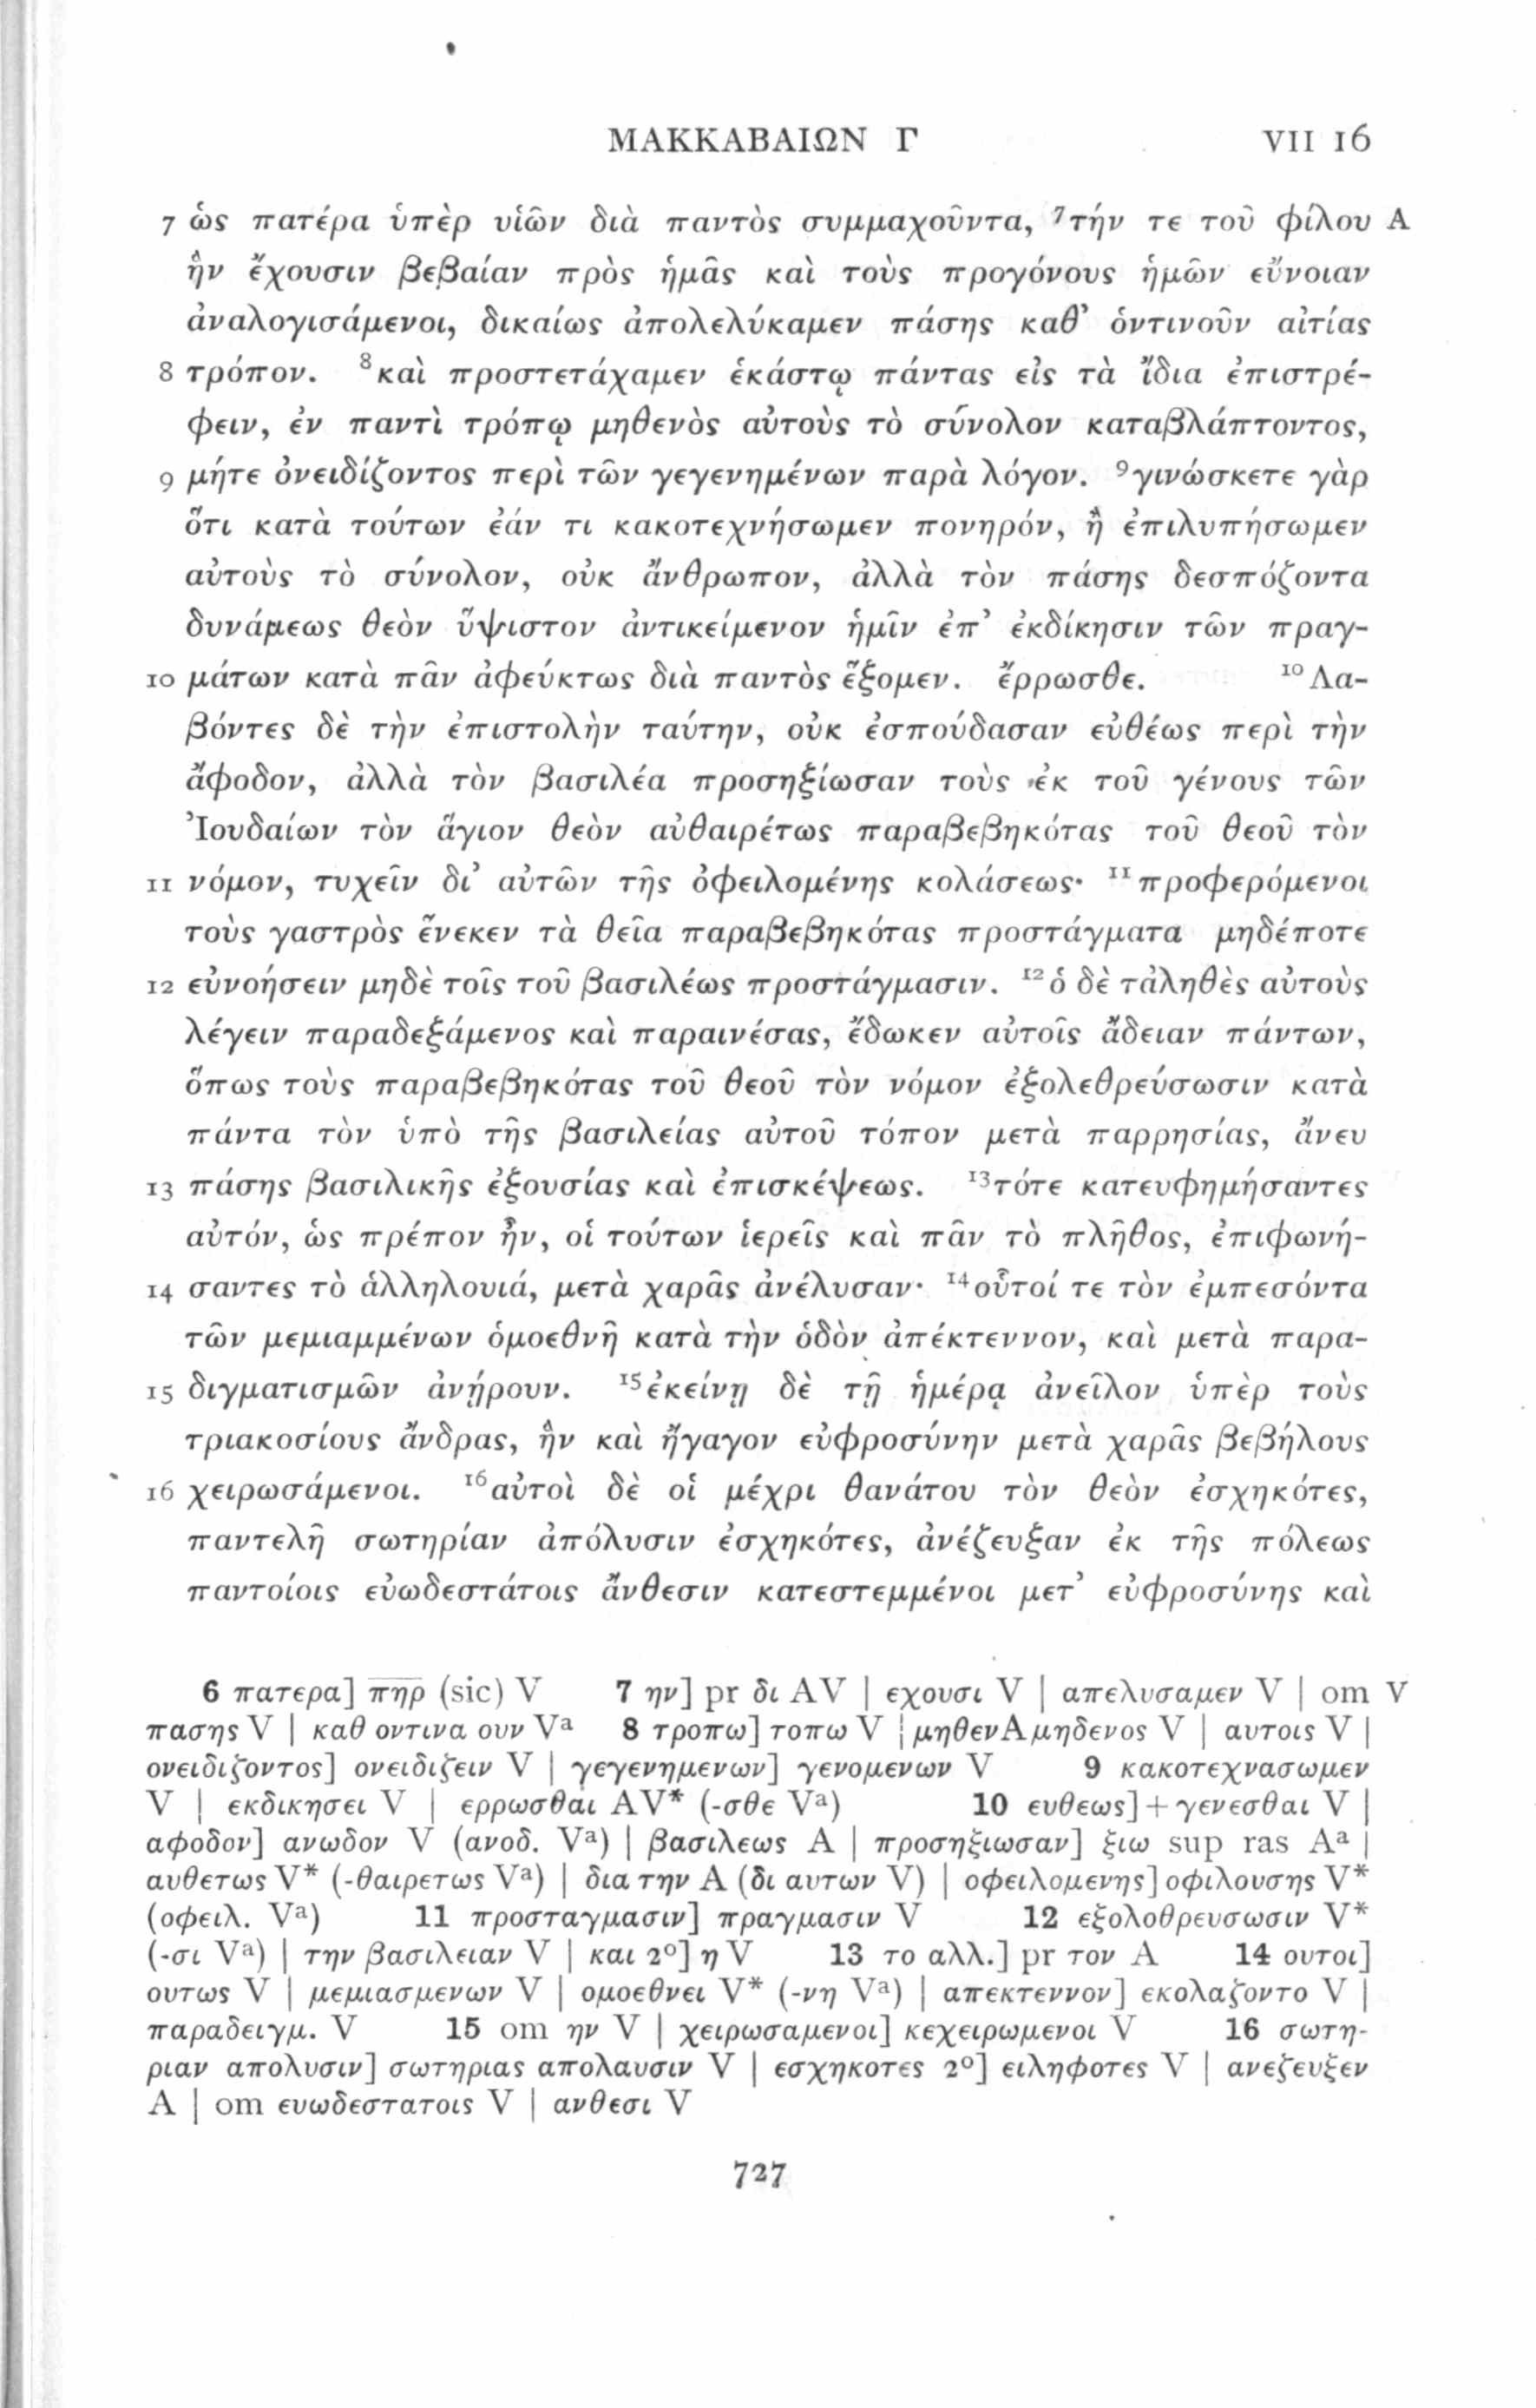 ΜΑΚΚΑΒΑΙΩΝ Γ VII 16
7 ὡς πατέρα ὑπὲρ υἱῶν διὰ παντὸς συμμαχοῦντα, ⁷τήν τε τοῦ φίλου A
ἣν ἔχουσιν βεβαίαν πρὸς ἡμᾶς καὶ τοὺς προγόνους ἡμῶν εὔνοιαν
ἀναλογισάμενοι, δικαίως ἀπολελύκαμεν πάσης καθ᾽ ὁντινοῦν αἰτίας
8 τρόπον. ⁸καὶ προστετάχαμεν ἑκάστῳ πάντας εἰς τὰ ἴδια ἐπιστρέ-
φειν, ἐν παντὶ τρόπῳ μηθενὸς αὐτοὺς τὸ σύνολον καταβλάπτοντος,
9 μήτε ὀνειδίζοντος περὶ τῶν γεγενημένων παρὰ λόγον. ⁹γινώσκετε γὰρ
ὅτι κατὰ τούτων ἐάν τι κακοτεχνήσωμεν πονηρόν, ἢ ἐπιλυπήσωμεν
αὐτοὺς τὸ σύνολον, οὐκ ἄνθρωπον, ἀλλὰ τὸν πάσης δεσπόζοντα
δυνάμεως θεὸν ὕψιστον ἀντικείμενον ἡμῖν ἐπ᾽ ἐκδίκησιν τῶν πραγ-
10 μάτων κατὰ πᾶν ἀφεύκτως διὰ παντὸς ἕξομεν. ἔρρωσθε. ¹⁰Λα-
βόντες δὲ τὴν ἐπιστολὴν ταύτην, οὐκ ἐσπούδασαν εὐθέως περὶ τὴν
ἄφοδον, ἀλλὰ τὸν βασιλέα προσηξίωσαν τοὺς ἐκ τοῦ γένους τῶν
Ἰουδαίων τὸν ἅγιον θεὸν αὐθαιρέτως παραβεβηκότας τοῦ θεοῦ τὸν
11 νόμον, τυχεῖν δι᾽ αὐτῶν τῆς ὀφειλομένης κολάσεως· ¹¹προφερόμενοι
τοὺς γαστρὸς ἕνεκεν τὰ θεῖα παραβεβηκότας προστάγματα μηδέποτε
12 εὐνοήσειν μηδὲ τοῖς τοῦ βασιλέως προστάγμασιν. ¹²ὁ δὲ τἀληθὲς αὐτοὺς
λέγειν παραδεξάμενος καὶ παραινέσας, ἔδωκεν αὐτοῖς ἄδειαν πάντων,
ὅπως τοὺς παραβεβηκότας τοῦ θεοῦ τὸν νόμον ἐξολεθρεύσωσιν κατὰ
πάντα τὸν ὑπὸ τῆς βασιλείας αὐτοῦ τόπον μετὰ παρρησίας, ἄνευ
13 πάσης βασιλικῆς ἐξουσίας καὶ ἐπισκέψεως. ¹³τότε κατευφημήσαντες
αὐτόν, ὡς πρέπον ἦν, οἱ τούτων ἱερεῖς καὶ πᾶν τὸ πλῆθος, ἐπιφωνή-
14 σαντες τὸ ἁλληλουιά, μετὰ χαρᾶς ἀνέλυσαν· ¹⁴οὗτοί τε τὸν ἐμπεσόντα
τῶν μεμιαμμένων ὁμοεθνῆ κατὰ τὴν ὁδὸν ἀπέκτεννον, καὶ μετὰ παρα-
15 διγματισμῶν ἀνῄρουν. ¹⁵ἐκείνῃ δὲ τῇ ἡμέρᾳ ἀνεῖλον ὑπὲρ τοὺς
τριακοσίους ἄνδρας, ἣν καὶ ἤγαγον εὐφροσύνην μετὰ χαρᾶς βεβήλους
16 χειρωσάμενοι. ¹⁶αὐτοὶ δὲ οἱ μέχρι θανάτου τὸν θεὸν ἐσχηκότες,
παντελῆ σωτηρίαν ἀπόλυσιν ἐσχηκότες, ἀνέζευξαν ἐκ τῆς πόλεως
παντοίοις εὐωδεστάτοις ἄνθεσιν κατεστεμμένοι μετ᾽ εὐφροσύνης καὶ
6 πατερα] π̅η̅ρ̅ (sic) V 7 ην] pr δι AV | εχουσι V | απελυσαμεν V | om V
πασης V | καθ οντινα ουν Vᵃ 8 τροπω] τοπω V | μηθεν A μηδενος V | αυτοις V |
ονειδιζοντος] ονειδιζειν V | γεγενημενων] γενομενων V 9 κακοτεχνασωμεν
V | εκδικησει V | ερρωσθαι AV* (-σθε Vᵃ) 10 ευθεως] + γενεσθαι V |
αφοδον] ανωδον V (ανοδ. Vᵃ) | βασιλεως A | προσηξιωσαν] ξιω sup ras Aᵃ |
αυθετως V* (-θαιρετως Vᵃ) | δια την A (δι αυτων V) | οφειλομενης] οφιλουσης V*
(οφειλ. Vᵃ) 11 προσταγμασιν] πραγμασιν V 12 εξολοθρευσωσιν V*
(-σι Vᵃ) | την βασιλειαν V | και 2°] η V 13 το αλλ.] pr τον A 14 ουτοι]
ουτως V | μεμιασμενων V | ομοεθνει V* (-νη Vᵃ) | απεκτεννον] εκολαζοντο V |
παραδειγμ. V 15 om ην V | χειρωσαμενοι] κεχειρωμενοι V 16 σωτη-
ριαν απολυσιν] σωτηριας απολαυσιν V | εσχηκοτες 2°] ειληφοτες V | ανεζευξεν
A | om ευωδεστατοις V | ανθεσι V
727